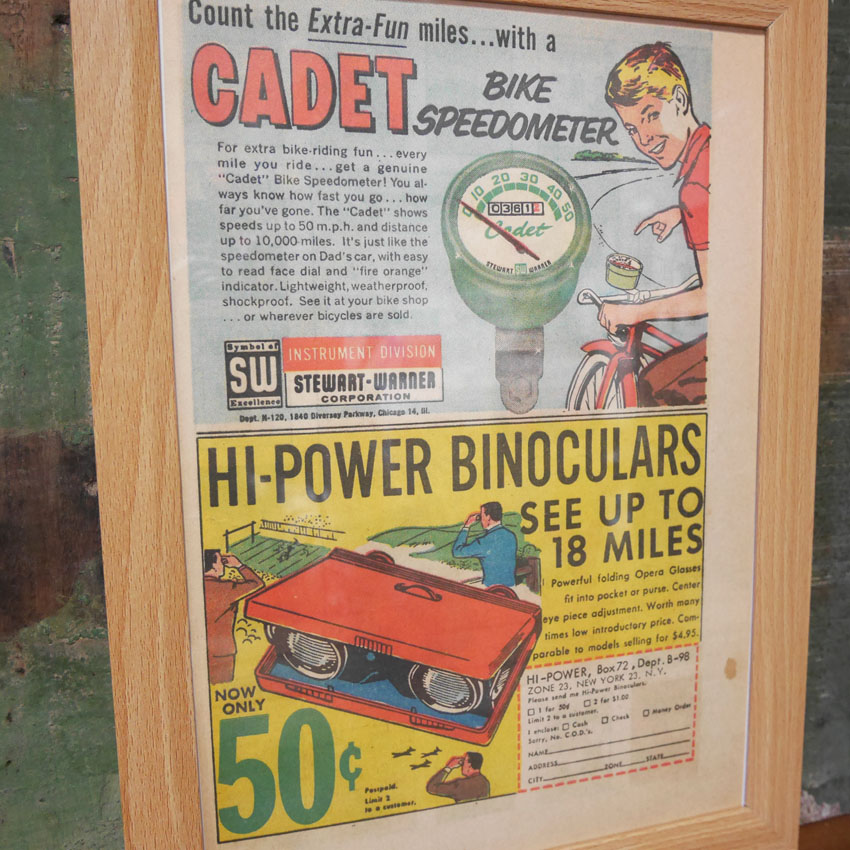 Count the Extra-Fun miles...with a
CADET
BIKE
SPEEDOMETER
For extra bike-riding fun...every
mile you ride...get a genuine
"Cadet" Bike Speedometer! You al-
ways know how fast you go...how
far you've gone. The "Cadet" shows
speeds up to 50 m.p.h. and distance
up to 10,000 miles. It's just like the
speedometer on Dad's car, with easy
to read face dial and "fire orange"
indicator. Lightweight, weatherproof,
shockproof. See it at your bike shop
...or wherever bicycles are sold.
0 10 20 30 40 50
03612
Cadet
STEWART SW WARNER
Symbol of
SW
Excellence
INSTRUMENT DIVISION
STEWART-WARNER
CORPORATION
Dept. N-120, 1840 Diversey Parkway, Chicago 14, Ill.
HI-POWER BINOCULARS
SEE UP TO
18 MILES
Powerful folding Opera Glasses
fit into pocket or purse. Center
eye piece adjustment. Worth many
times low introductory price. Com-
parable to models selling for $4.95.
NOW
ONLY
50¢
Postpaid.
Limit 2
to a customer.
HI-POWER, Box 72, Dept. B-98
ZONE 23, NEW YORK 23, N.Y.
Please send me Hi-Power Binoculars:
□ 1 for 50¢ □ 2 for $1.00
Limit 2 to a customer.
I enclose: □ Cash □ Check □ Money Order
Sorry, No. C.O.D.'s.
NAME
ADDRESS
CITY ZONE STATE